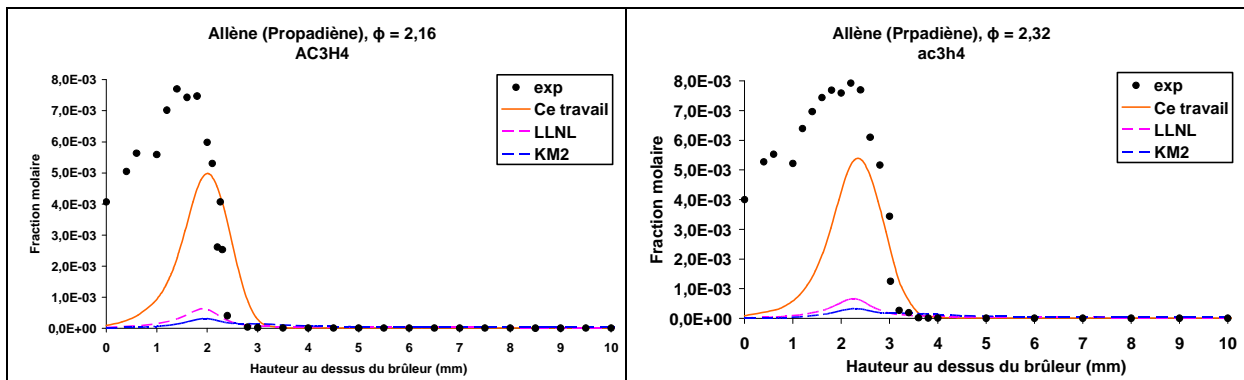 Allène (Propadiène), ϕ = 2,16
AC3H4
8,0E-03
7,0E-03
6,0E-03
5,0E-03
4,0E-03
3,0E-03
2,0E-03
1,0E-03
0,0E+00
Fraction molaire
0 1 2 3 4 5 6 7 8 9 10
Hauteur au dessus du brûleur (mm)
exp
Ce travail
LLNL
KM2
Allène (Prpadiène), ϕ = 2,32
ac3h4
8,0E-03
7,0E-03
6,0E-03
5,0E-03
4,0E-03
3,0E-03
2,0E-03
1,0E-03
0,0E+00
Fraction molaire
0 1 2 3 4 5 6 7 8 9 10
Hauteur au dessus du brûleur (mm)
exp
Ce travail
LLNL
KM2